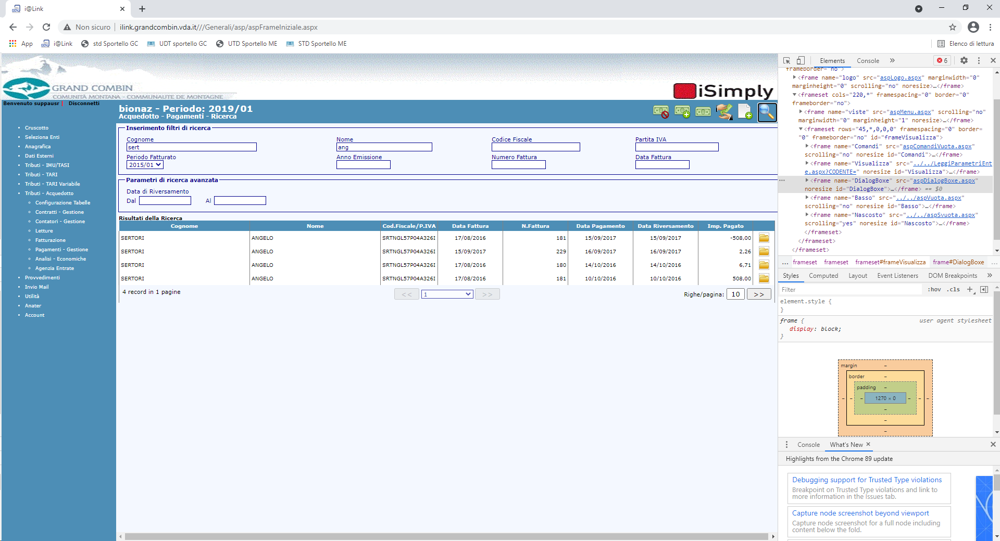 i@Link
Non sicuro | ilink.grandcombin.vda.it///Generali/asp/aspFrameIniziale.aspx
App i@Link std Sportello GC UDT sportello GC UTD Sportello ME STD Sportello ME Elenco di lettura
GRAND COMBIN
COMUNITÀ MONTANA - COMMUNAUTE DE MONTAGNE
iSimply
Benvenuto suppausr | Disconnetti
bionaz - Periodo: 2019/01
Acquedotto - Pagamenti - Ricerca
Cruscotto
Seleziona Enti
Anagrafica
Dati Esterni
Tributi - IMU/TASI
Tributi - TARI
Tributi - TARI Variabile
Tributi - Acquedotto
Configurazione Tabelle
Contratti - Gestione
Contatori - Gestione
Letture
Fatturazione
Pagamenti - Gestione
Analisi - Economiche
Agenzia Entrate
Provvedimenti
Invio Mail
Utilità
Anater
Account
Inserimento filtri di ricerca
Cognome Nome Codice Fiscale Partita IVA
sert ang
Periodo Fatturato Anno Emissione Numero Fattura Data Fattura
2015/01
Parametri di ricerca avanzata
Data di Riversamento
Dal Al
Risultati della Ricerca
Cognome Nome Cod.Fiscale/P.IVA Data Fattura N.Fattura Data Pagamento Data Riversamento Imp. Pagato
SERTORI ANGELO SRTNGL57P04A326I 17/08/2016 181 15/09/2017 15/09/2017 -508,00
SERTORI ANGELO SRTNGL57P04A326I 15/09/2017 229 16/09/2017 16/09/2017 2,26
SERTORI ANGELO SRTNGL57P04A326I 17/08/2016 180 14/10/2016 14/10/2016 6,71
SERTORI ANGELO SRTNGL57P04A326I 17/08/2016 181 10/10/2016 10/10/2016 508,00
4 record in 1 pagine << 1 >> Righe/pagina: 10 >>
Elements Console » 6
frameborder="no">
<frame name="logo" src="aspLogo.aspx" marginwidth="0"
marginheight="0" scrolling="no" noresize>…</frame>
<frameset cols="220,*" framespacing="0" border="0"
frameborder="no">
<frame name="viste" src="aspMenu.aspx" scrolling="no"
marginwidth="0" marginheight="1" noresize>…</frame>
<frameset rows="45,*,0,0,0" framespacing="0" border=
"0" frameborder="no" id="frameVisualizza">
<frame name="Comandi" src="aspComandiVuota.aspx"
scrolling="no" noresize id="Comandi">…</frame>
<frame name="Visualizza" src="../../LeggiParametriEnt
e.aspx?CODENTE=" noresize id="Visualizza">…</frame>
<frame name="DialogBoxe" src="aspDialogBoxe.aspx"
noresize id="DialogBoxe">…</frame> == $0
<frame name="Basso" src="../../aspVuota.aspx"
scrolling="no" noresize id="Basso">…</frame>
<frame name="Nascosto" src="../../aspSvuota.aspx"
scrolling="yes" noresize id="Nascosto">…</frame>
</frameset>
</frameset>
</frameset>
… frameset frameset frameset#frameVisualizza frame#DialogBoxe …
Styles Computed Layout Event Listeners DOM Breakpoints »
Filter :hov .cls +
element.style {
}
frame { user agent stylesheet
display: block;
}
margin –
border –
padding –
– – – 1270 × 0 – – –
–
–
–
Console What's New ×
Highlights from the Chrome 89 update
Debugging support for Trusted Type violations
Breakpoint on Trusted Type violations and link to
more information in the Issues tab.
Capture node screenshot beyond viewport
Capture node screenshot for a full node including
content below the fold.